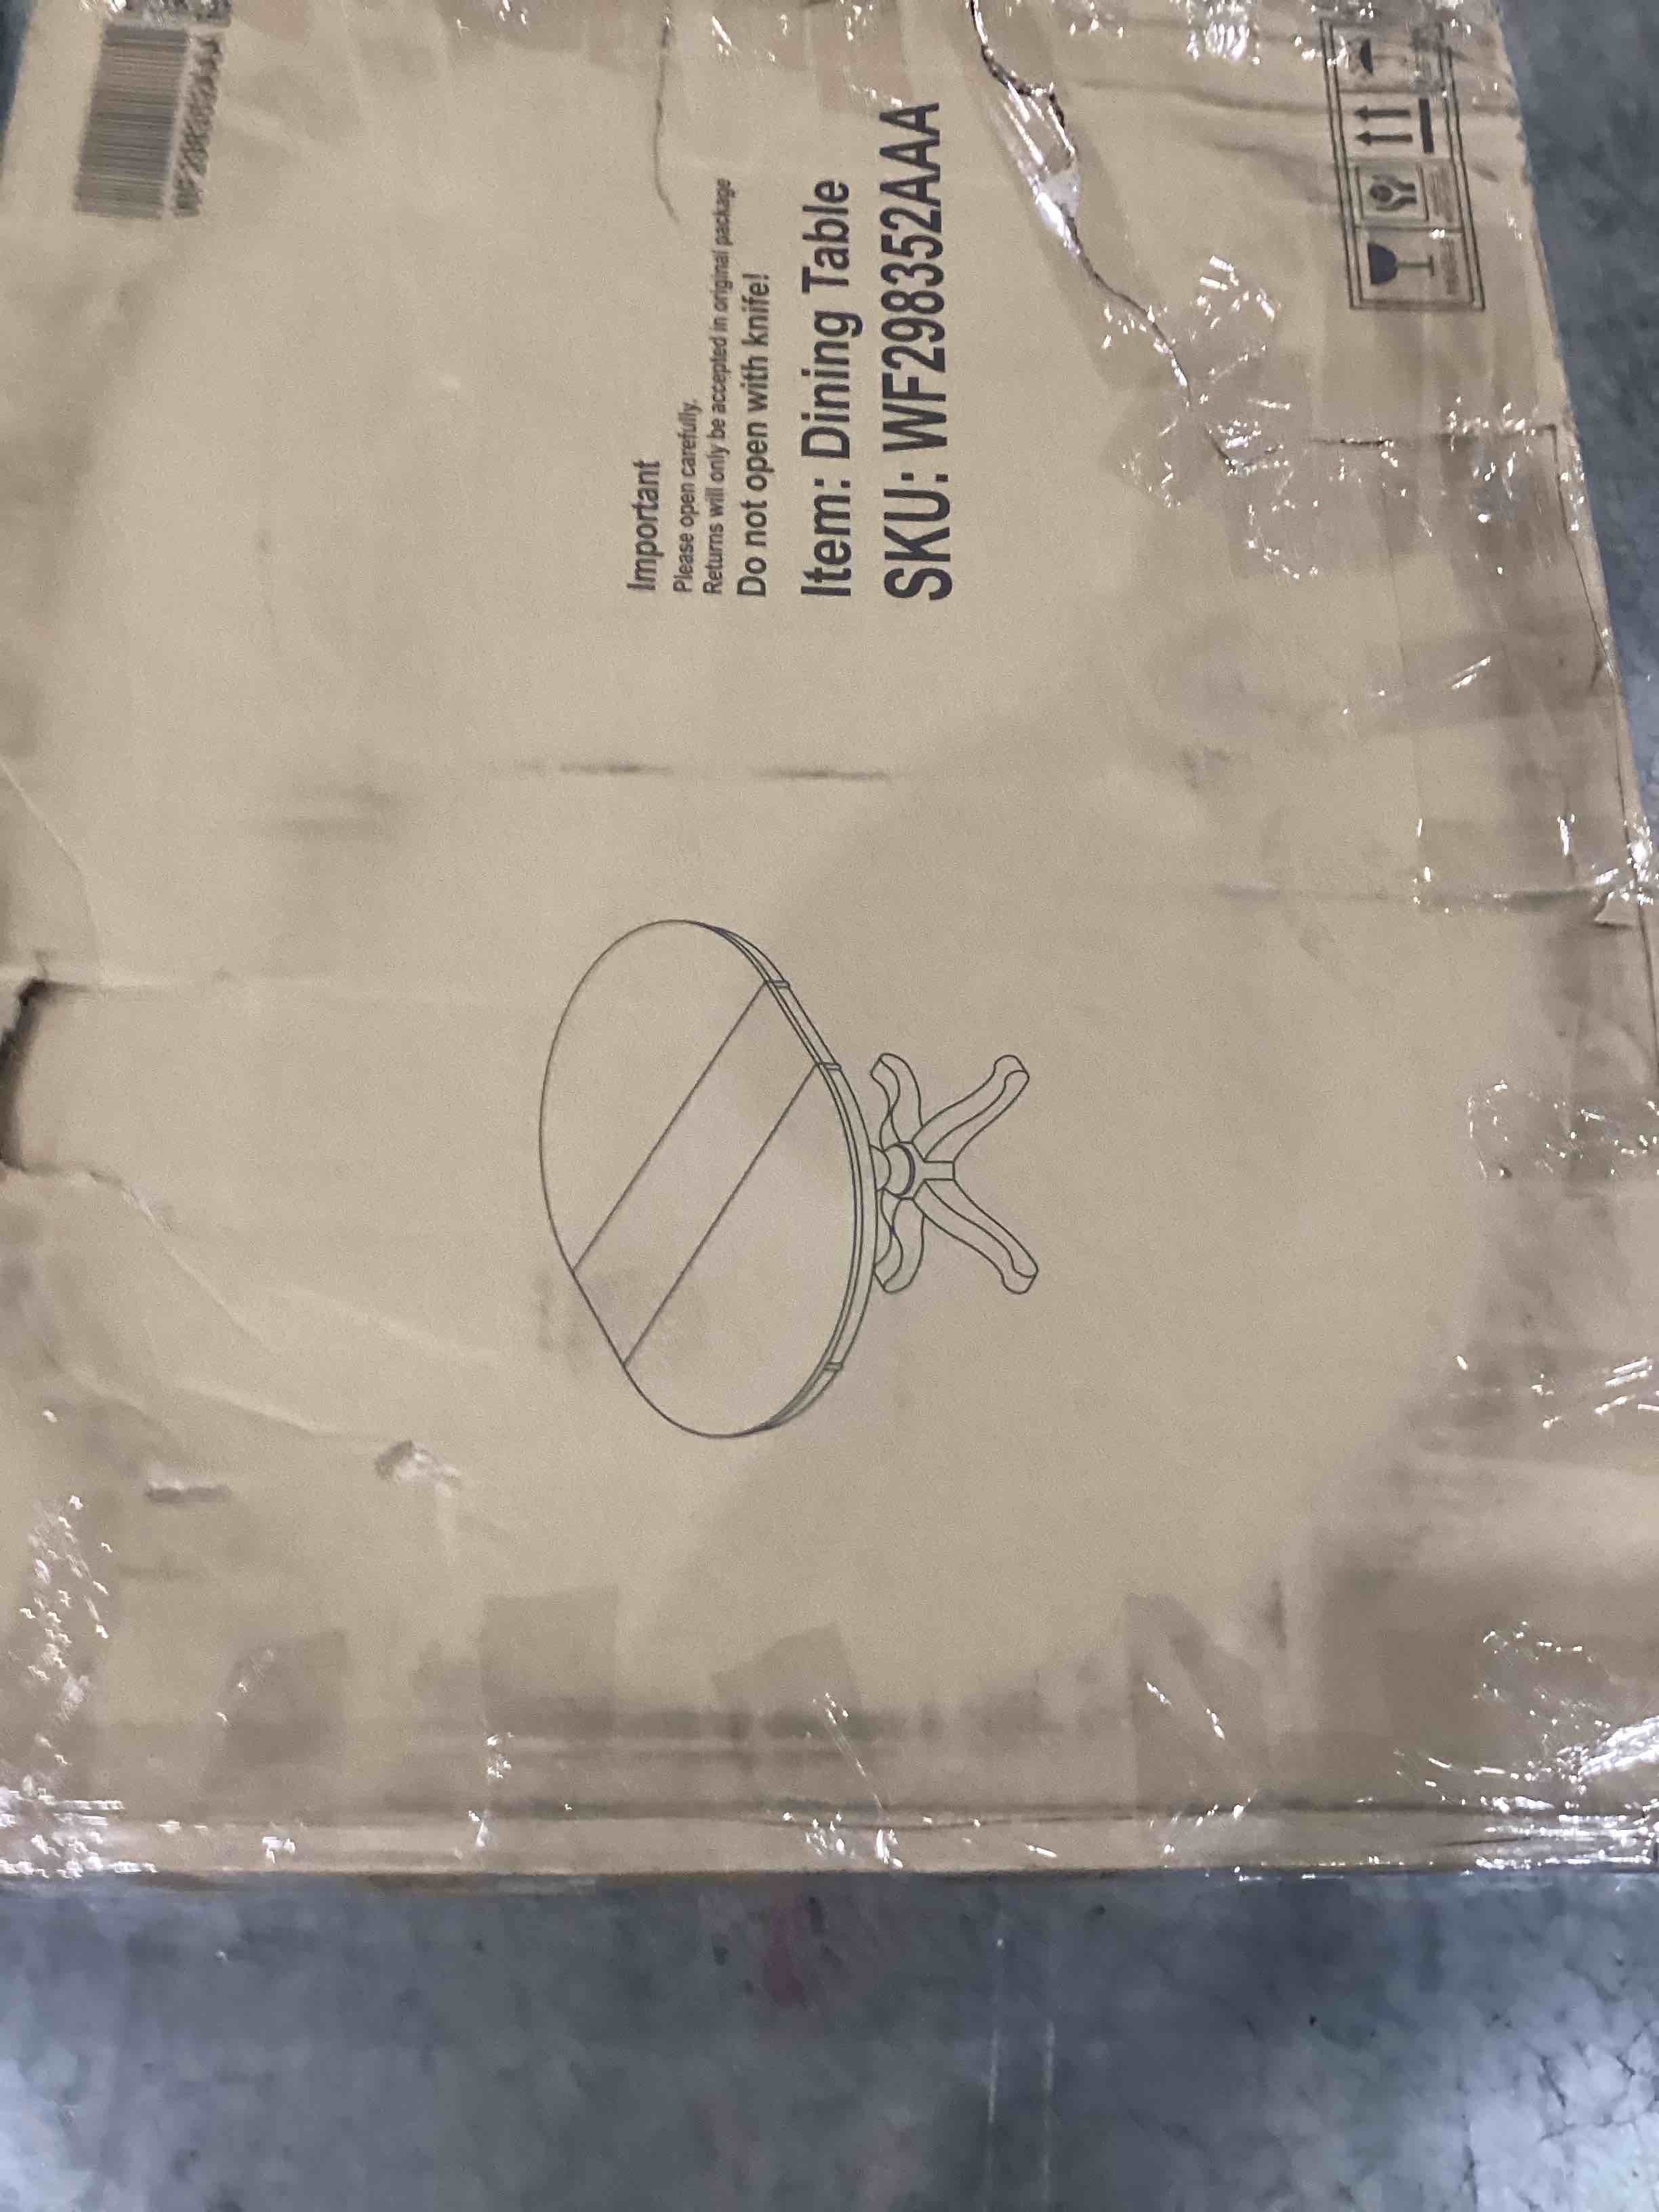 Important
Please open carefully.
Returns will only be accepted in original package
Do not open with knife!
Item: Dining Table
SKU: WF298352AAA